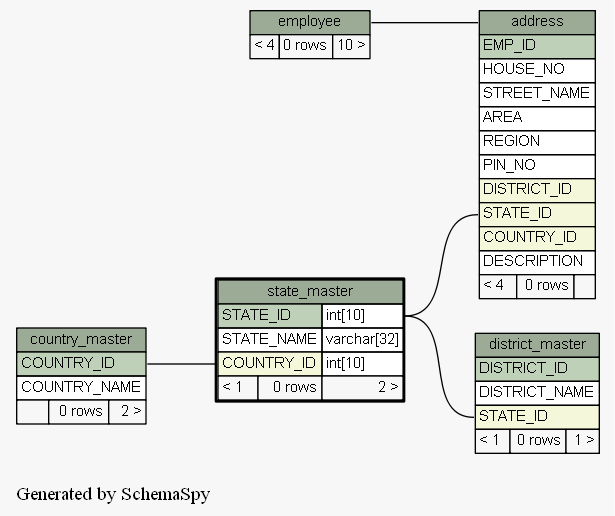 employee
< 4 0 rows 10 >
address
EMP_ID
HOUSE_NO
STREET_NAME
AREA
REGION
PIN_NO
DISTRICT_ID
STATE_ID
COUNTRY_ID
DESCRIPTION
< 4 0 rows
state_master
STATE_ID int[10]
STATE_NAME varchar[32]
COUNTRY_ID int[10]
< 1 0 rows 2 >
country_master
COUNTRY_ID
COUNTRY_NAME
0 rows 2 >
district_master
DISTRICT_ID
DISTRICT_NAME
STATE_ID
< 1 0 rows 1 >
Generated by SchemaSpy